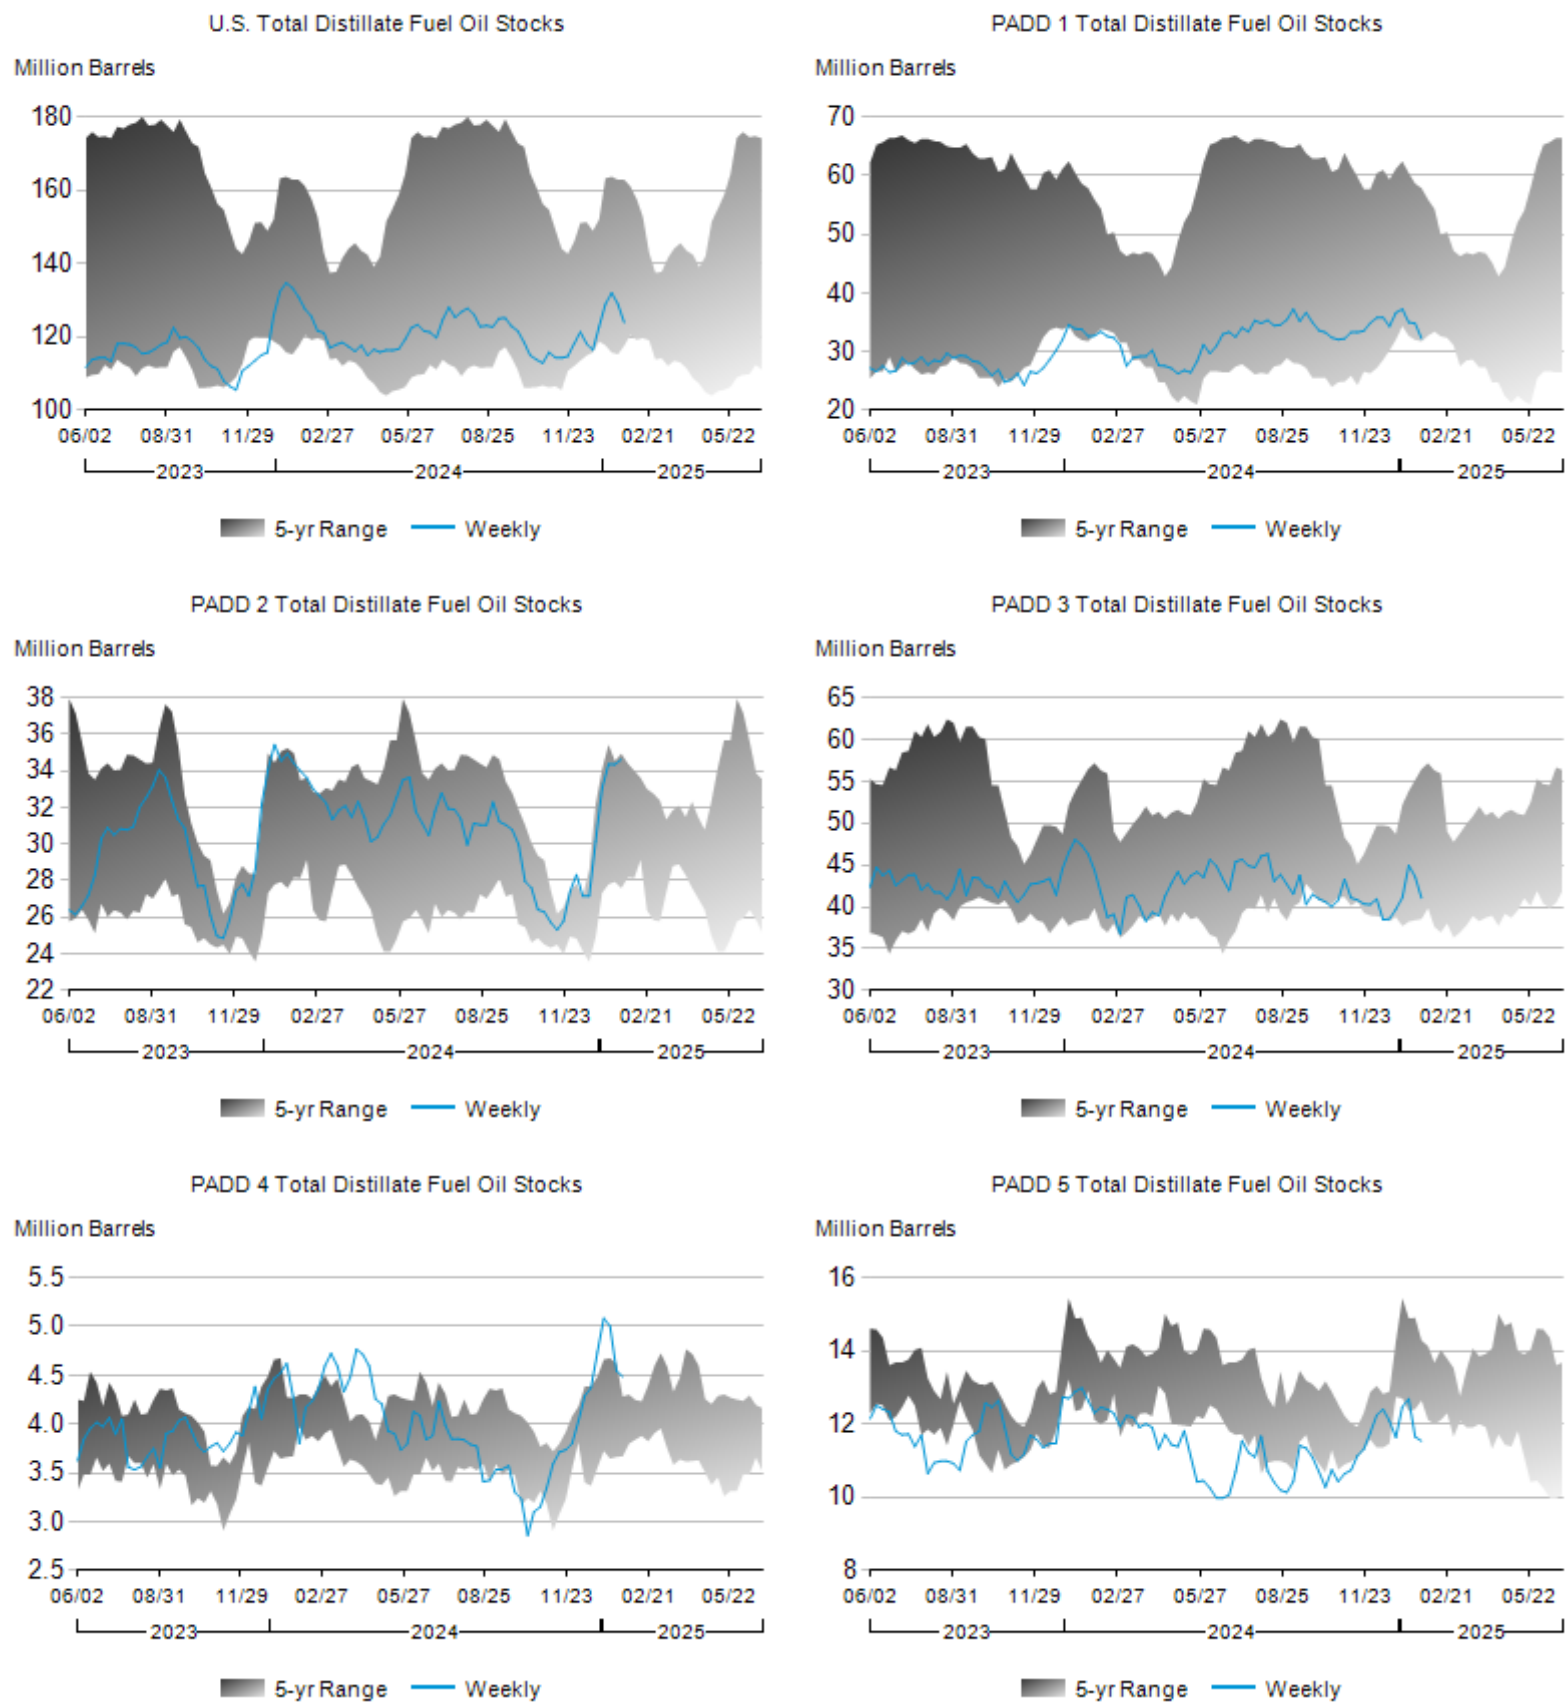 U.S. Total Distillate Fuel Oil Stocks
Million Barrels
180
160
140
120
100
06/02 08/31 11/29 02/27 05/27 08/25 11/23 02/21 05/22
2023 2024 2025
5-yr Range Weekly
PADD 1 Total Distillate Fuel Oil Stocks
Million Barrels
70
60
50
40
30
20
06/02 08/31 11/29 02/27 05/27 08/25 11/23 02/21 05/22
2023 2024 2025
5-yr Range Weekly
PADD 2 Total Distillate Fuel Oil Stocks
Million Barrels
38
36
34
32
30
28
26
24
22
06/02 08/31 11/29 02/27 05/27 08/25 11/23 02/21 05/22
2023 2024 2025
5-yr Range Weekly
PADD 3 Total Distillate Fuel Oil Stocks
Million Barrels
65
60
55
50
45
40
35
30
06/02 08/31 11/29 02/27 05/27 08/25 11/23 02/21 05/22
2023 2024 2025
5-yr Range Weekly
PADD 4 Total Distillate Fuel Oil Stocks
Million Barrels
5.5
5.0
4.5
4.0
3.5
3.0
2.5
06/02 08/31 11/29 02/27 05/27 08/25 11/23 02/21 05/22
2023 2024 2025
5-yr Range Weekly
PADD 5 Total Distillate Fuel Oil Stocks
Million Barrels
16
14
12
10
8
06/02 08/31 11/29 02/27 05/27 08/25 11/23 02/21 05/22
2023 2024 2025
5-yr Range Weekly